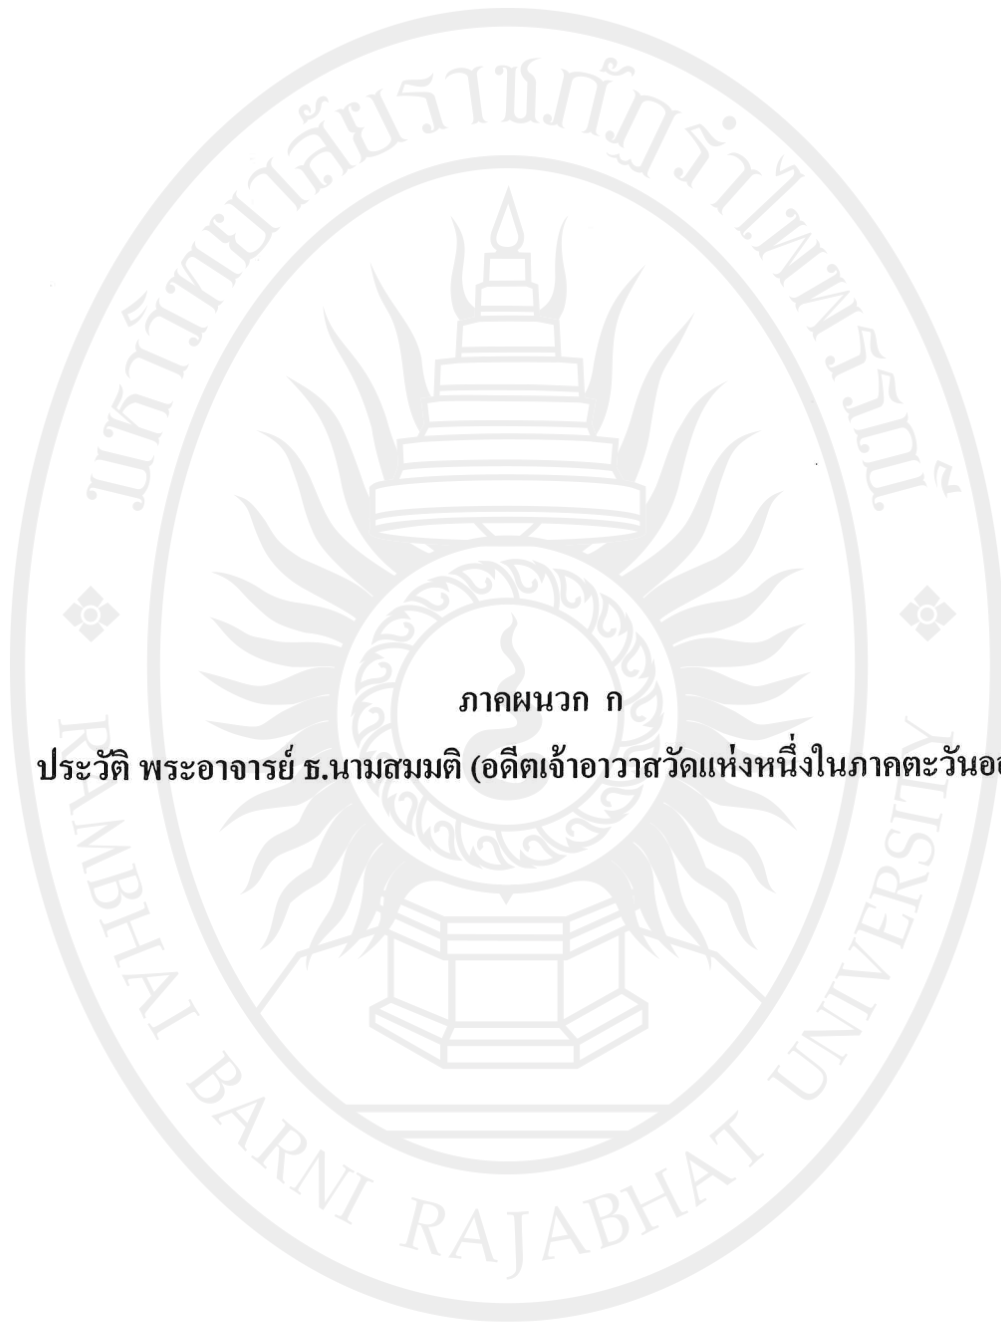 มหาวิทยาลัยราชภัฏรำไพพรรณี
ภาคผนวก ก
ประวัติ พระอาจารย์ ธ.นามสมมติ (อดีตเจ้าอาวาสวัดแห่งหนึ่งในภาคตะวัน
RAMBHAI BARNI RAJABHAT UNIVERSITY